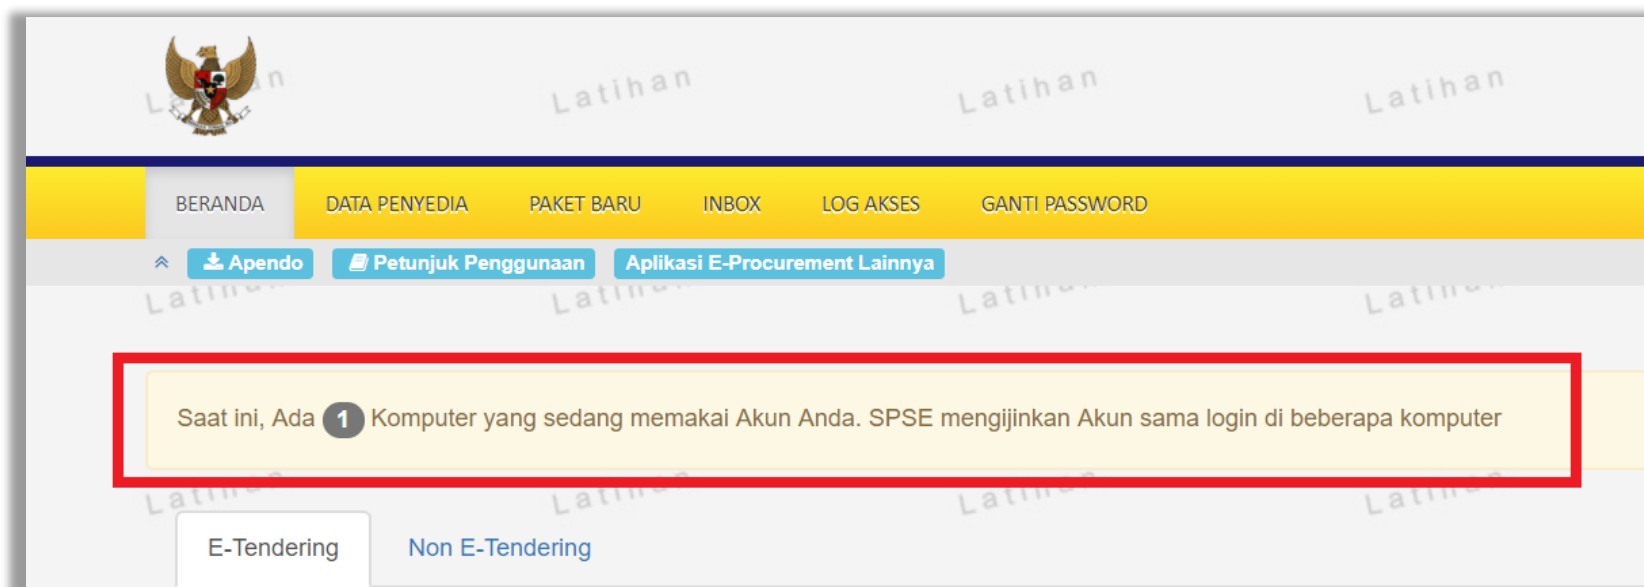 Latihan Latihan Latihan
BERANDA DATA PENYEDIA PAKET BARU INBOX LOG AKSES GANTI PASSWORD
Apendo Petunjuk Penggunaan Aplikasi E-Procurement Lainnya
Saat ini, Ada 1 Komputer yang sedang memakai Akun Anda. SPSE mengijinkan Akun sama login di beberapa komputer
E-Tendering Non E-Tendering